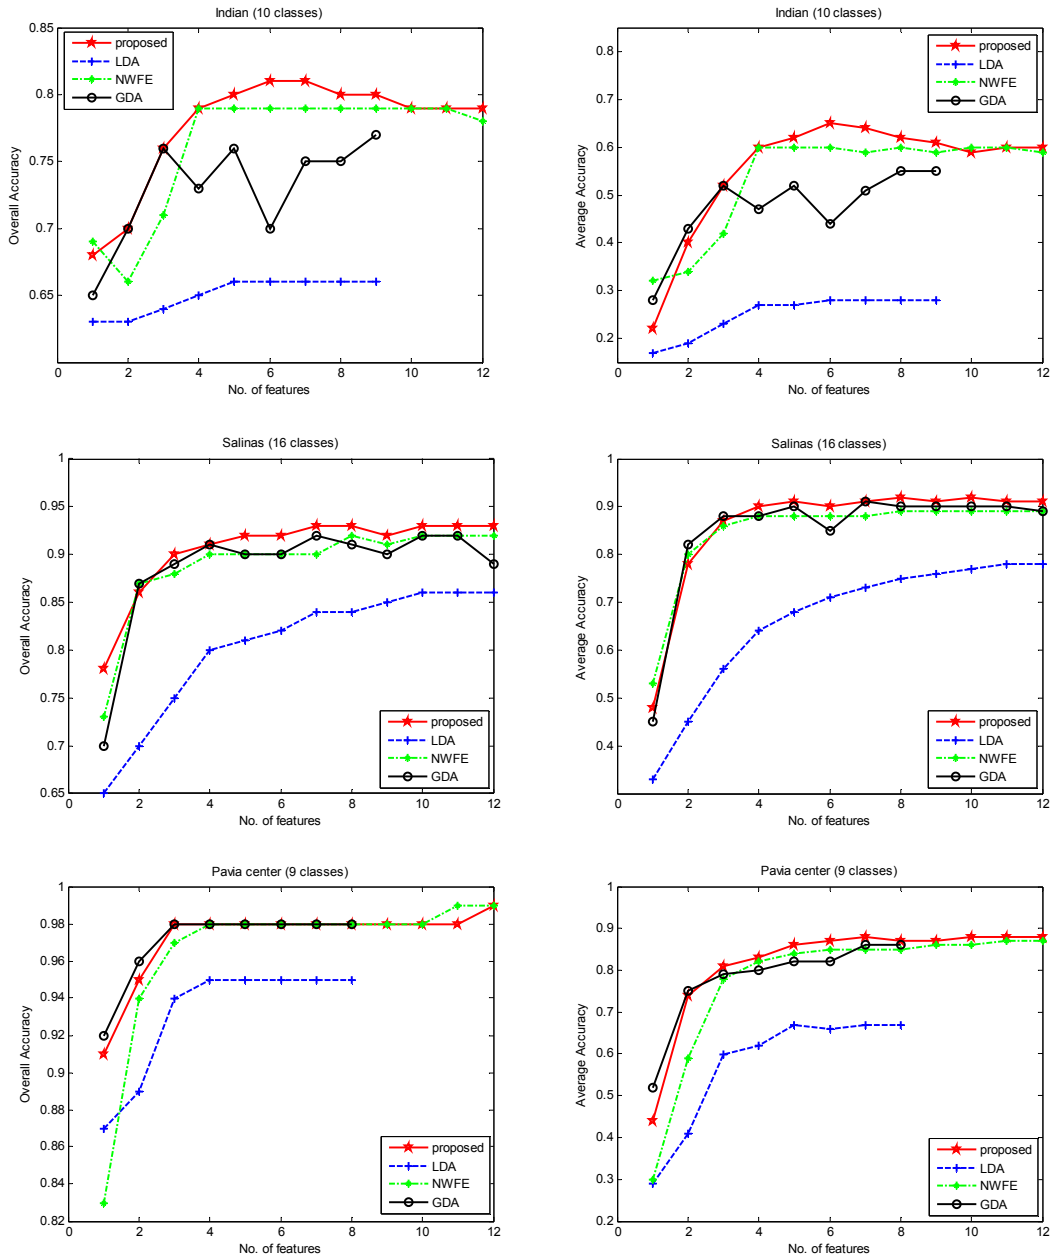 Indian (10 classes)
0.85
0.8
0.75
0.7
0.65
Overall Accuracy
proposed
LDA
NWFE
GDA
0 2 4 6 8 10 12
No. of features
Indian (10 classes)
0.8
0.7
0.6
0.5
0.4
0.3
0.2
Average Accuracy
proposed
LDA
NWFE
GDA
0 2 4 6 8 10 12
No. of features
Salinas (16 classes)
1
0.95
0.9
0.85
0.8
0.75
0.7
0.65
Overall Accuracy
proposed
LDA
NWFE
GDA
0 2 4 6 8 10 12
No. of features
Salinas (16 classes)
1
0.9
0.8
0.7
0.6
0.5
0.4
Average Accuracy
proposed
LDA
NWFE
GDA
0 2 4 6 8 10 12
No. of features
Pavia center (9 classes)
1
0.98
0.96
0.94
0.92
0.9
0.88
0.86
0.84
0.82
Overall Accuracy
proposed
LDA
NWFE
GDA
0 2 4 6 8 10 12
No. of features
Pavia center (9 classes)
1
0.9
0.8
0.7
0.6
0.5
0.4
0.3
0.2
Average Accuracy
proposed
LDA
NWFE
GDA
0 2 4 6 8 10 12
No. of features